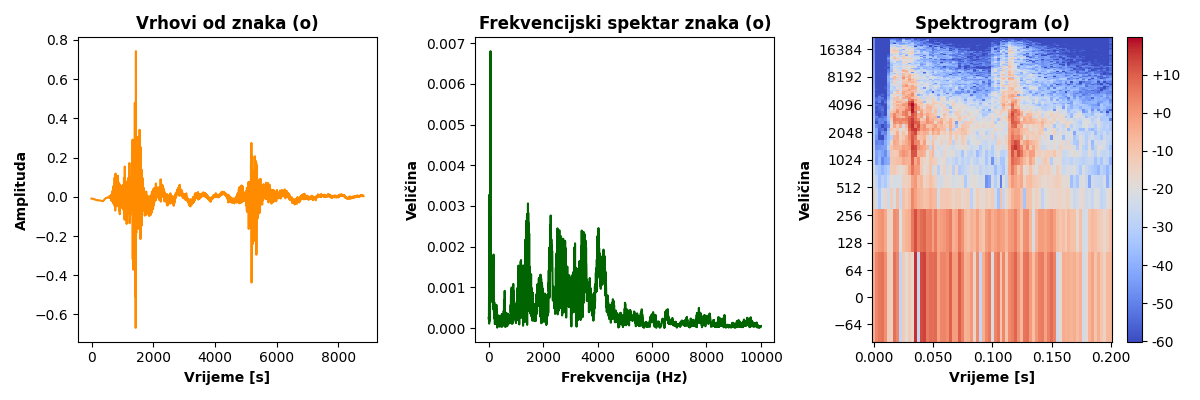 Vrhovi od znaka (o)
Amplituda
0.8
0.6
0.4
0.2
0.0
−0.2
−0.4
−0.6
0 2000 4000 6000 8000
Vrijeme [s]
Frekvencijski spektar znaka (o)
Veličina
0.007
0.006
0.005
0.004
0.003
0.002
0.001
0.000
0 2000 4000 6000 8000 10000
Frekvencija (Hz)
Spektrogram (o)
Veličina
16384
8192
4096
2048
1024
512
256
128
64
0
−64
0.000 0.050 0.100 0.150 0.200
Vrijeme [s]
+10
+0
-10
-20
-30
-40
-50
-60